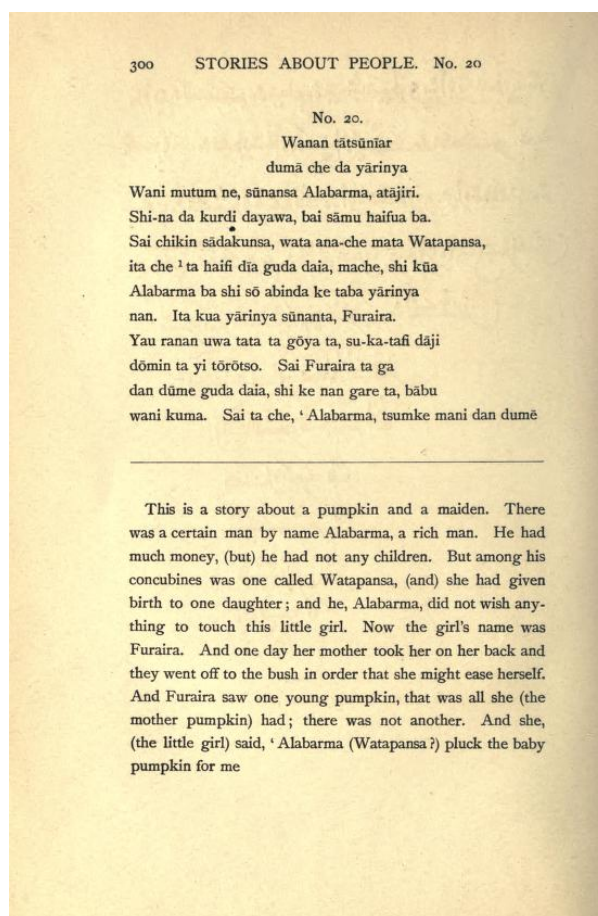 300 STORIES ABOUT PEOPLE. No. 20
No. 20.
Wanan tātsūnīar
dumā che da yārinya
Wani mutum ne, sūnansa Alabarma, atājiri.
Shi-na da kurdi dayawa, bai sāmu haifua ba.
Sai chikin sādakunsa, wata ana-che mata Watapansa,
ita che ¹ ta haifi dīa guda daia, mache, shi kūa
Alabarma ba shi sō abinda ke taba yārinya
nan. Ita kua yārinya sūnanta, Furaira.
Yau ranan uwa tata ta gōya ta, su-ka-tafi dāji
dōmin ta yi tōrōtso. Sai Furaira ta ga
dan dūme guda daia, shi ke nan gare ta, bābu
wani kuma. Sai ta che, ‘Alabarma, tsumke mani dan dumē
This is a story about a pumpkin and a maiden. There
was a certain man by name Alabarma, a rich man. He had
much money, (but) he had not any children. But among his
concubines was one called Watapansa, (and) she had given
birth to one daughter; and he, Alabarma, did not wish any-
thing to touch this little girl. Now the girl's name was
Furaira. And one day her mother took her on her back and
they went off to the bush in order that she might ease herself.
And Furaira saw one young pumpkin, that was all she (the
mother pumpkin) had; there was not another. And she,
(the little girl) said, ‘Alabarma (Watapansa?) pluck the baby
pumpkin for me